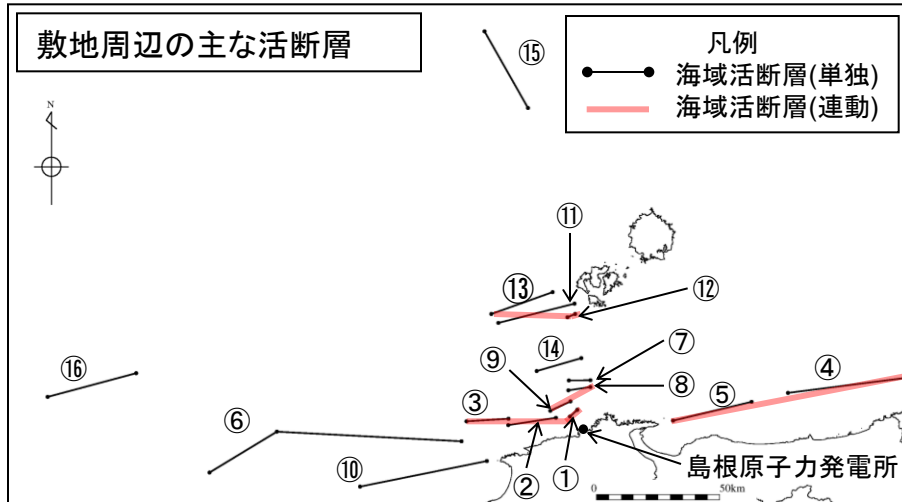 敷地周辺の主な活断層
凡例
海域活断層(単独)
海域活断層(連動)
N
⑮
⑪
⑬
⑫
⑭
⑦
⑯
⑨
⑧
④
⑤
③
⑥
⑩
②
①
島根原子力発電所
0
50km